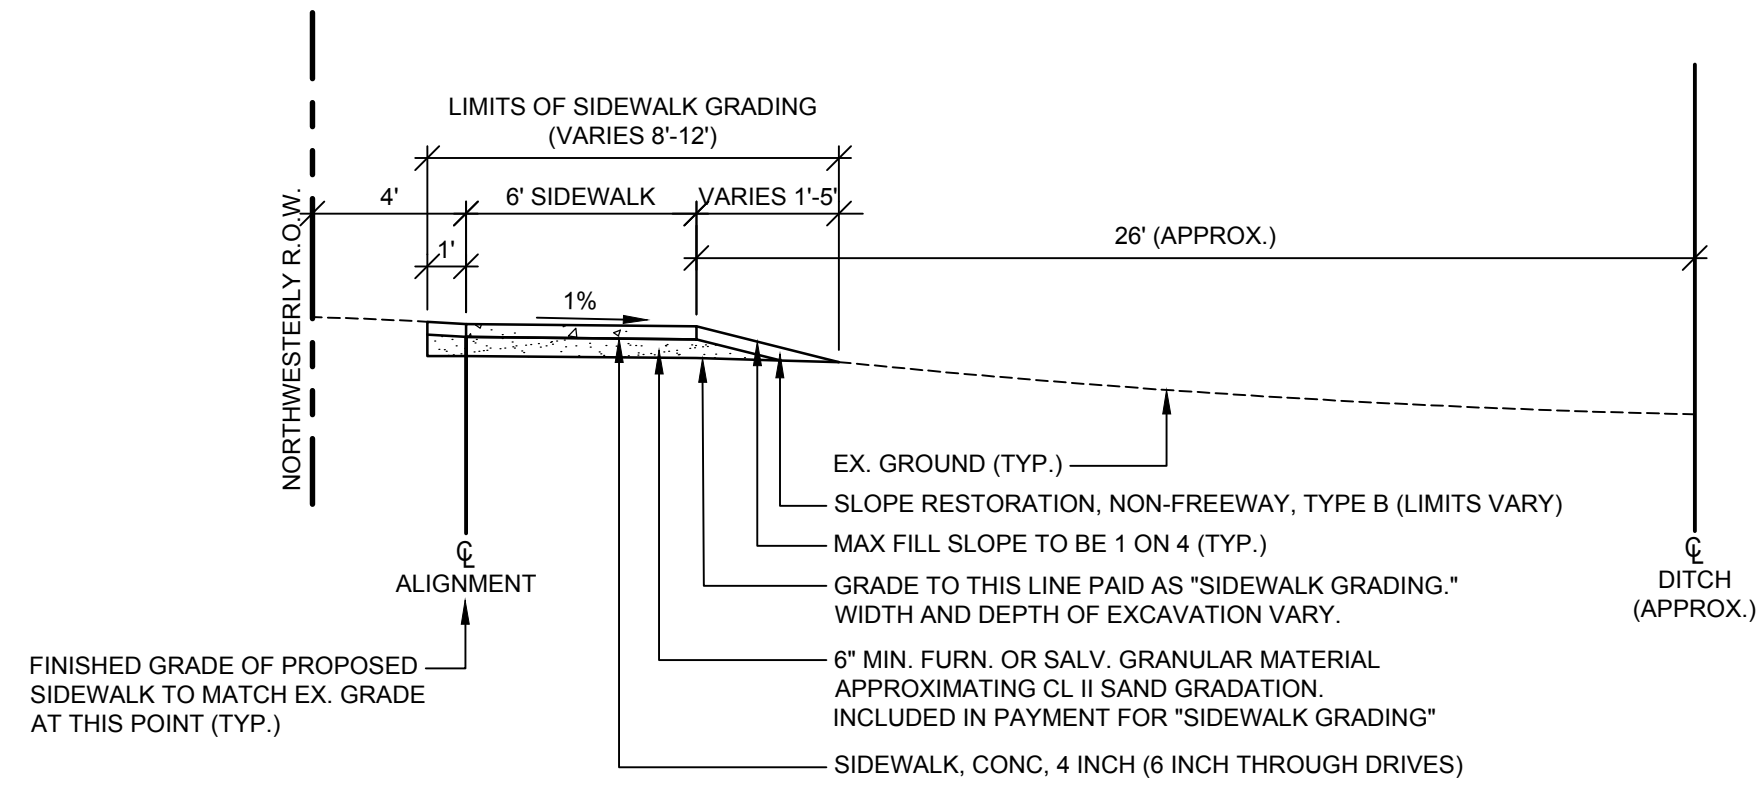 LIMITS OF SIDEWALK GRADING
(VARIES 8'-12')
NORTHWESTERLY R.O.W.
4'
6' SIDEWALK
VARIES 1'-5'
1'
26' (APPROX.)
1%
EX. GROUND (TYP.)
SLOPE RESTORATION, NON-FREEWAY, TYPE B (LIMITS VARY)
MAX FILL SLOPE TO BE 1 ON 4 (TYP.)
GRADE TO THIS LINE PAID AS "SIDEWALK GRADING."
WIDTH AND DEPTH OF EXCAVATION VARY.
6" MIN. FURN. OR SALV. GRANULAR MATERIAL
APPROXIMATING CL II SAND GRADATION.
INCLUDED IN PAYMENT FOR "SIDEWALK GRADING"
SIDEWALK, CONC, 4 INCH (6 INCH THROUGH DRIVES)
℄
ALIGNMENT
FINISHED GRADE OF PROPOSED
SIDEWALK TO MATCH EX. GRADE
AT THIS POINT (TYP.)
℄
DITCH
(APPROX.)